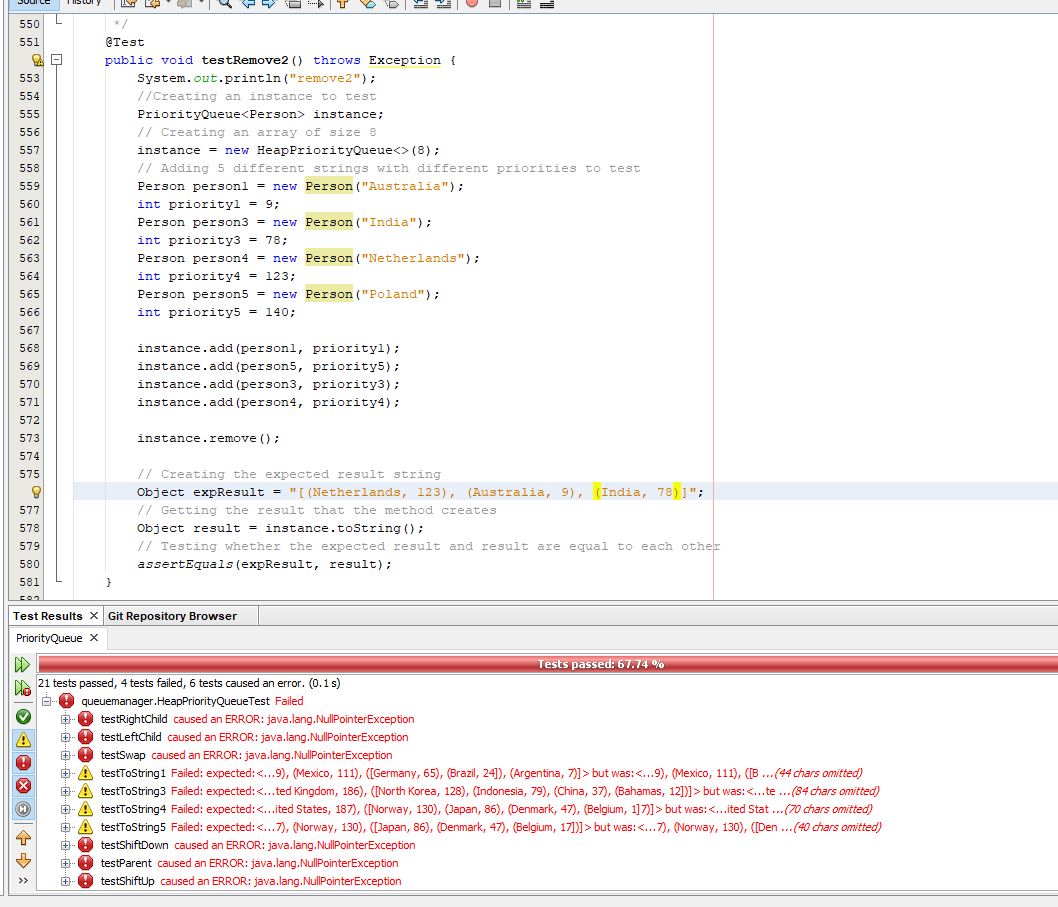 Source History
550 */
551 @Test
public void testRemove2() throws Exception {
553 System.out.println("remove2");
554 //Creating an instance to test
555 PriorityQueue<Person> instance;
556 // Creating an array of size 8
557 instance = new HeapPriorityQueue<>(8);
558 // Adding 5 different strings with different priorities to test
559 Person person1 = new Person("Australia");
560 int priority1 = 9;
561 Person person3 = new Person("India");
562 int priority3 = 78;
563 Person person4 = new Person("Netherlands");
564 int priority4 = 123;
565 Person person5 = new Person("Poland");
566 int priority5 = 140;
567
568 instance.add(person1, priority1);
569 instance.add(person5, priority5);
570 instance.add(person3, priority3);
571 instance.add(person4, priority4);
572
573 instance.remove();
574
575 // Creating the expected result string
Object expResult = "[(Netherlands, 123), (Australia, 9), (India, 78)]";
577 // Getting the result that the method creates
578 Object result = instance.toString();
579 // Testing whether the expected result and result are equal to each other
580 assertEquals(expResult, result);
581 }
582
Test Results × Git Repository Browser
PriorityQueue ×
Tests passed: 67.74 %
21 tests passed, 4 tests failed, 6 tests caused an error. (0.1 s)
queuemanager.HeapPriorityQueueTest Failed
testRightChild caused an ERROR: java.lang.NullPointerException
testLeftChild caused an ERROR: java.lang.NullPointerException
testSwap caused an ERROR: java.lang.NullPointerException
testToString1 Failed: expected:<...9), (Mexico, 111), ([Germany, 65), (Brazil, 24]), (Argentina, 7)]> but was:<...9), (Mexico, 111), ([B ...(44 chars omitted)
testToString3 Failed: expected:<...ted Kingdom, 186), ([North Korea, 128), (Indonesia, 79), (China, 37), (Bahamas, 12])]> but was:<...te ...(84 chars omitted)
testToString4 Failed: expected:<...ited States, 187), ([Norway, 130), (Japan, 86), (Denmark, 47), (Belgium, 1]7)]> but was:<...ited Stat ...(70 chars omitted)
testToString5 Failed: expected:<...7), (Norway, 130), ([Japan, 86), (Denmark, 47), (Belgium, 17])]> but was:<...7), (Norway, 130), ([Den ...(40 chars omitted)
testShiftDown caused an ERROR: java.lang.NullPointerException
testParent caused an ERROR: java.lang.NullPointerException
testShiftUp caused an ERROR: java.lang.NullPointerException